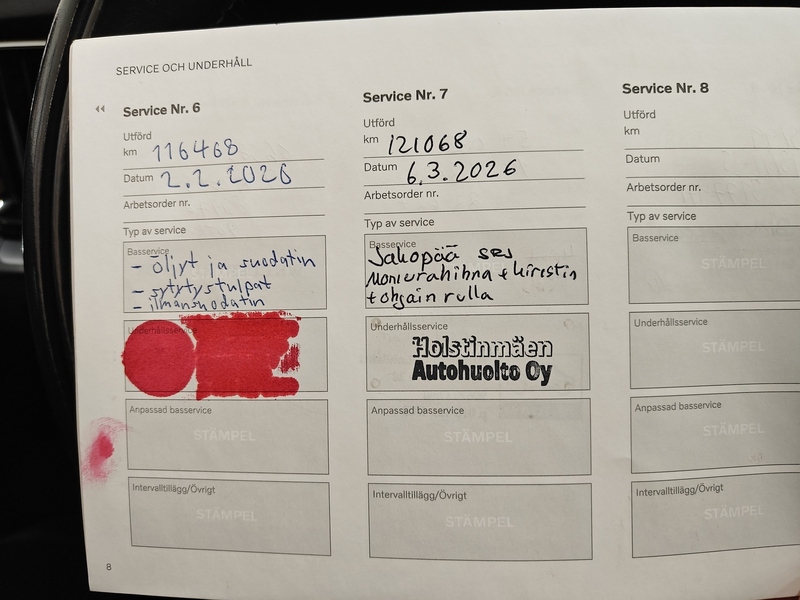 SERVICE OCH UNDERHÅLL
Service Nr. 6
Utförd
km 116468
Datum 2.2.2026
Arbetsorder nr.
Typ av service
Basservice
- öljyt ja suodatin
- sytytystulpat
- ilmansuodatin
Underhållsservice
Anpassad basservice
STÄMPEL
Intervalltillägg/Övrigt
STÄMPEL
8
Service Nr. 7
Utförd
km 121068
Datum 6.3.2026
Arbetsorder nr.
Typ av service
Basservice
Jakopää srj
Moniurahihna + kiristin
+ ohjain rulla
Underhållsservice
Holstinmäen
Autohuolto Oy
Anpassad basservice
STÄMPEL
Intervalltillägg/Övrigt
STÄMPEL
Service Nr. 8
Utförd
km
Datum
Arbetsorder nr.
Typ av service
Basservice
STÄMPEL
Underhållsservice
STÄMPEL
Anpassad basservice
STÄMPEL
Intervalltillägg/Övrigt
STÄMPEL